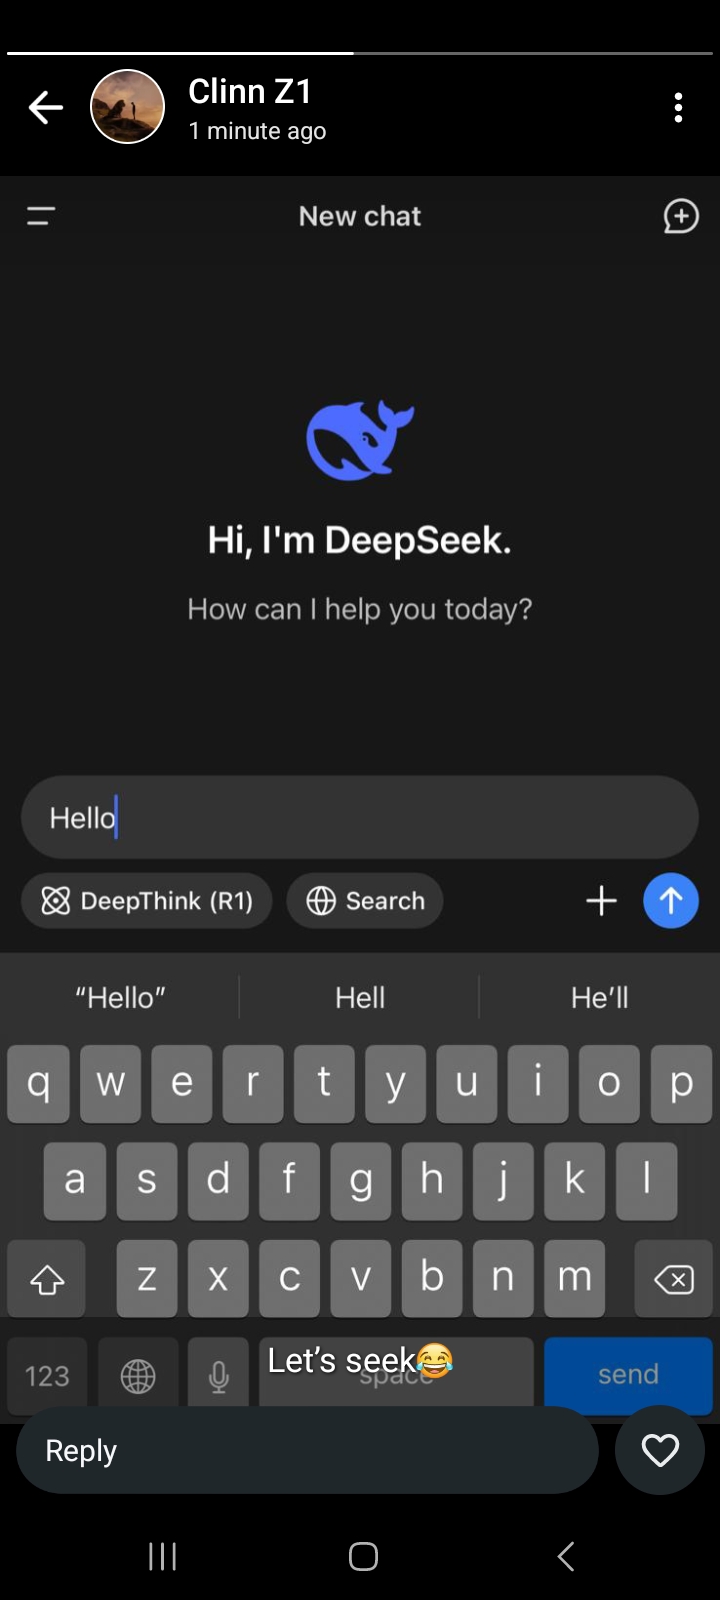 Clinn Z1
1 minute ago
New chat
Hi, I'm DeepSeek.
How can I help you today?
Hello
DeepThink (R1) Search
“Hello” Hell He’ll
q w e r t y u i o p
a s d f g h j k l
z x c v b n m
123 space send
Let’s seek😂
Reply